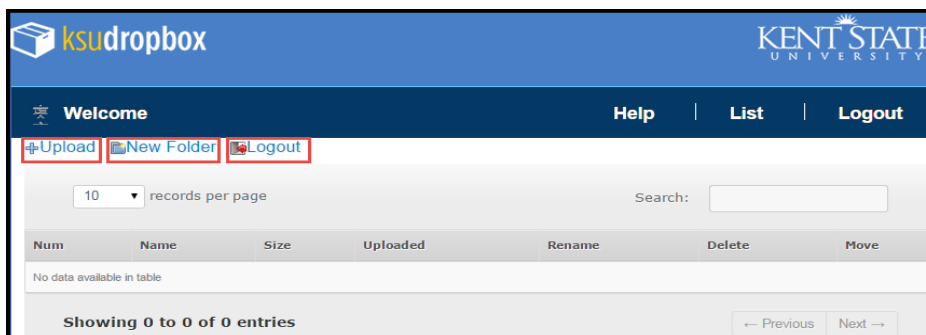 ksudropbox
KENT STATE
UNIVERSITY
Welcome Help List Logout
Upload New Folder Logout
10 records per page Search:
Num Name Size Uploaded Rename Delete Move
No data available in table
Showing 0 to 0 of 0 entries ← Previous Next →